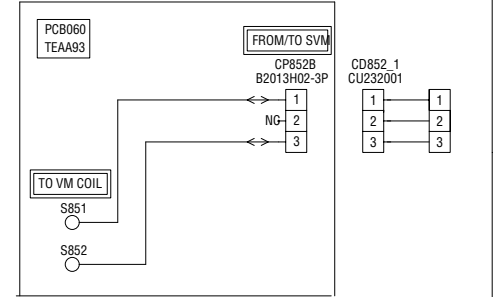 PCB060
TEAA93
FROM/TO SVM
CP852B
B2013H02-3P
CD852_1
CU232001
1
NC 2
3
1 1
2 2
3 3
TO VM COIL
S851
S852